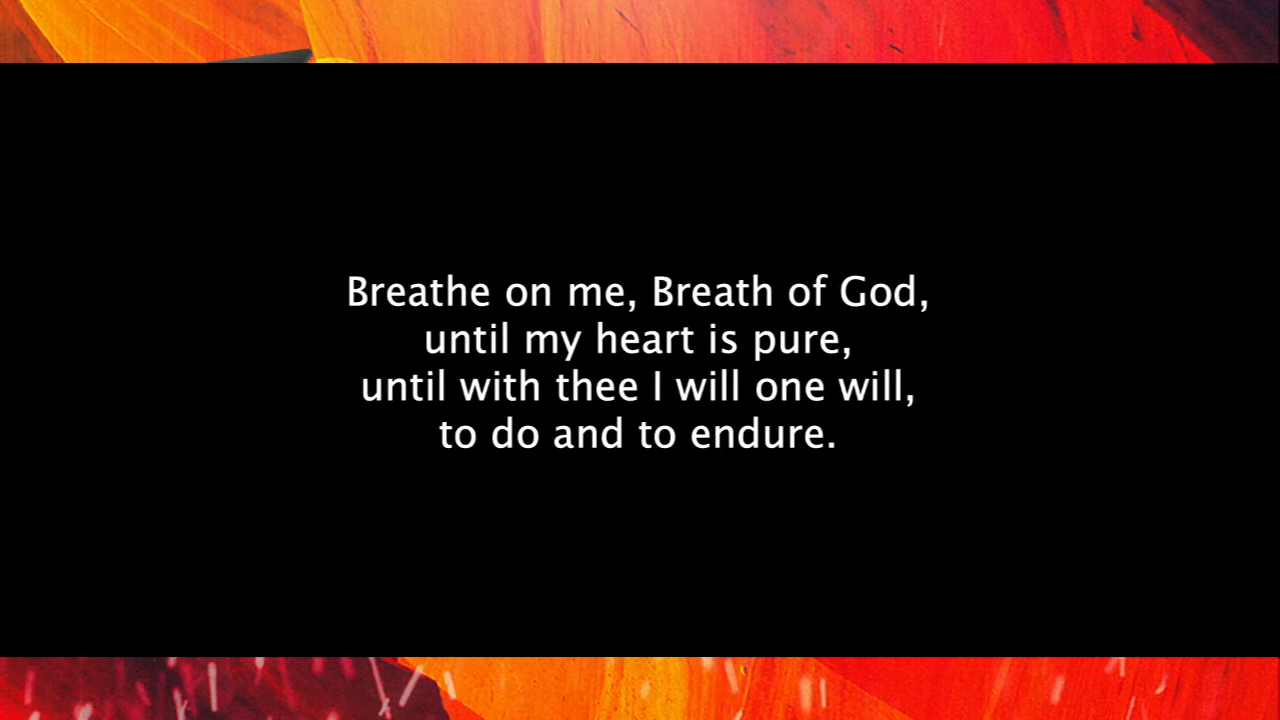 Breathe on me, Breath of God,
until my heart is pure,
until with thee I will one will,
to do and to endure.